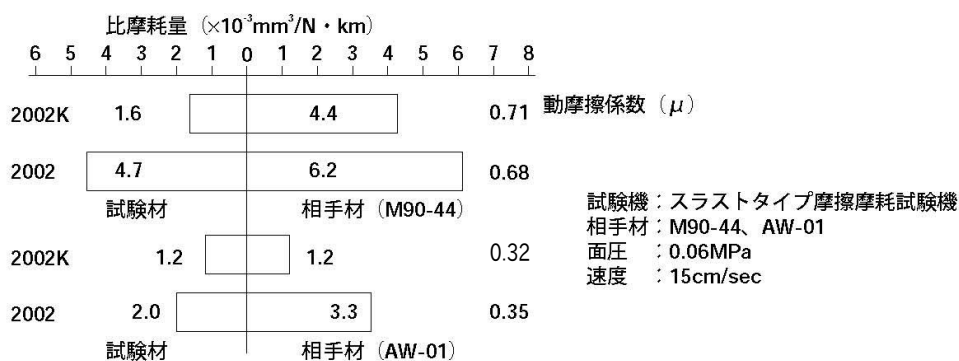 比摩耗量（×10⁻³mm³/N・km）
6 5 4 3 2 1 0 1 2 3 4 5 6 7 8
2002K 1.6 4.4 0.71 動摩擦係数（μ）
2002 4.7 6.2 0.68
試験材 相手材（M90-44）
2002K 1.2 1.2 0.32
2002 2.0 3.3 0.35
試験材 相手材（AW-01）
試験機：スラストタイプ摩擦摩耗試験機
相手材：M90-44、AW-01
面圧　：0.06MPa
速度　：15cm/sec